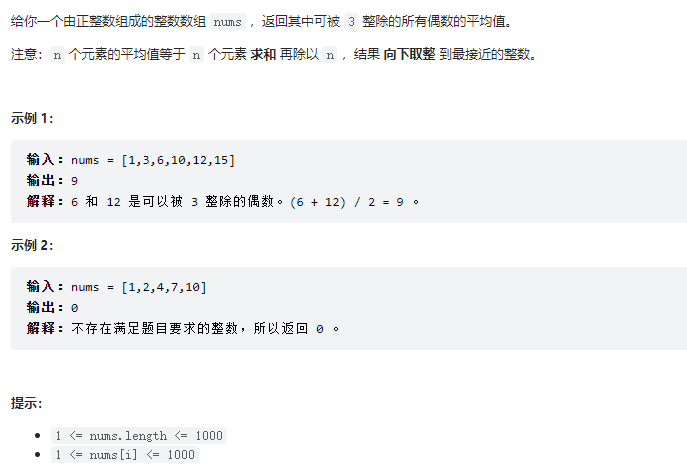 给你一个由正整数组成的整数数组 nums ，返回其中可被 3 整除的所有偶数的平均值。
注意：n 个元素的平均值等于 n 个元素 求和 再除以 n ，结果 向下取整 到最接近的整数。
示例 1：
输入：nums = [1,3,6,10,12,15]
输出：9
解释：6 和 12 是可以被 3 整除的偶数。(6 + 12) / 2 = 9 。
示例 2：
输入：nums = [1,2,4,7,10]
输出：0
解释：不存在满足题目要求的整数，所以返回 0 。
提示：
1 <= nums.length <= 1000
1 <= nums[i] <= 1000